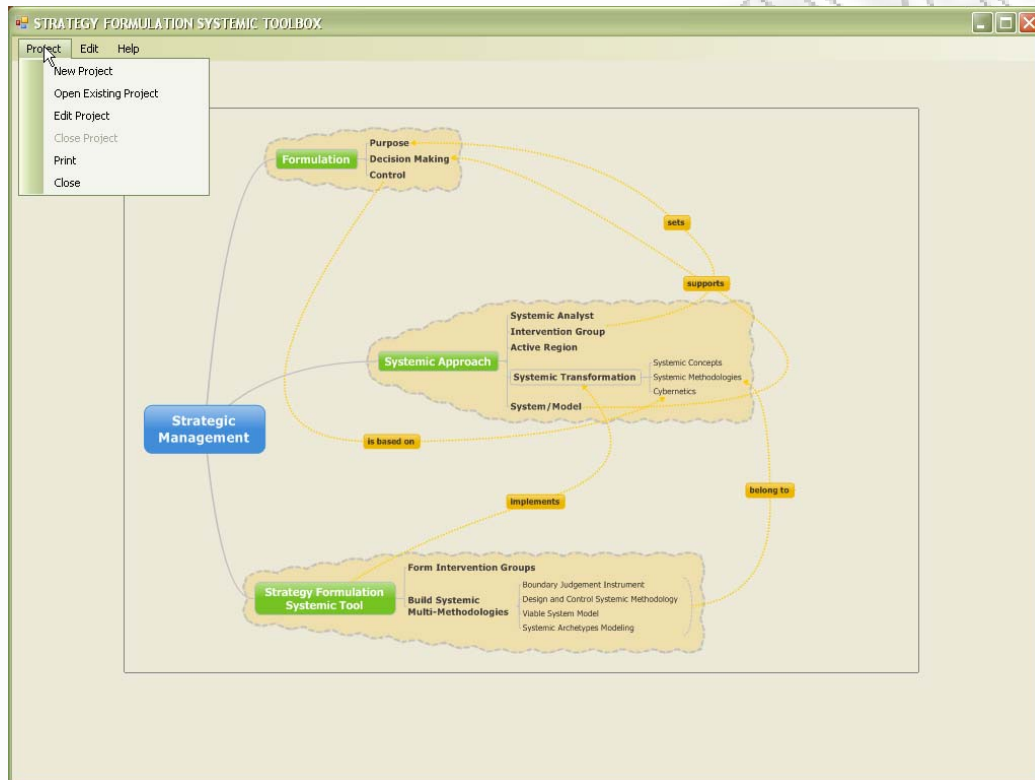 STRATEGY FORMULATION SYSTEMIC TOOLBOX
Project Edit Help
New Project
Open Existing Project
Edit Project
Close Project
Print
Close
Formulation
Purpose
Decision Making
Control
sets
supports
Systemic Approach
Systemic Analyst
Intervention Group
Active Region
Systemic Transformation
Systemic Concepts
Systemic Methodologies
Cybernetics
System/Model
Strategic
Management
is based on
implements
belong to
Strategy Formulation
Systemic Tool
Form Intervention Groups
Build Systemic
Multi-Methodologies
Boundary Judgement Instrument
Design and Control Systemic Methodology
Viable System Model
Systemic Archetypes Modeling